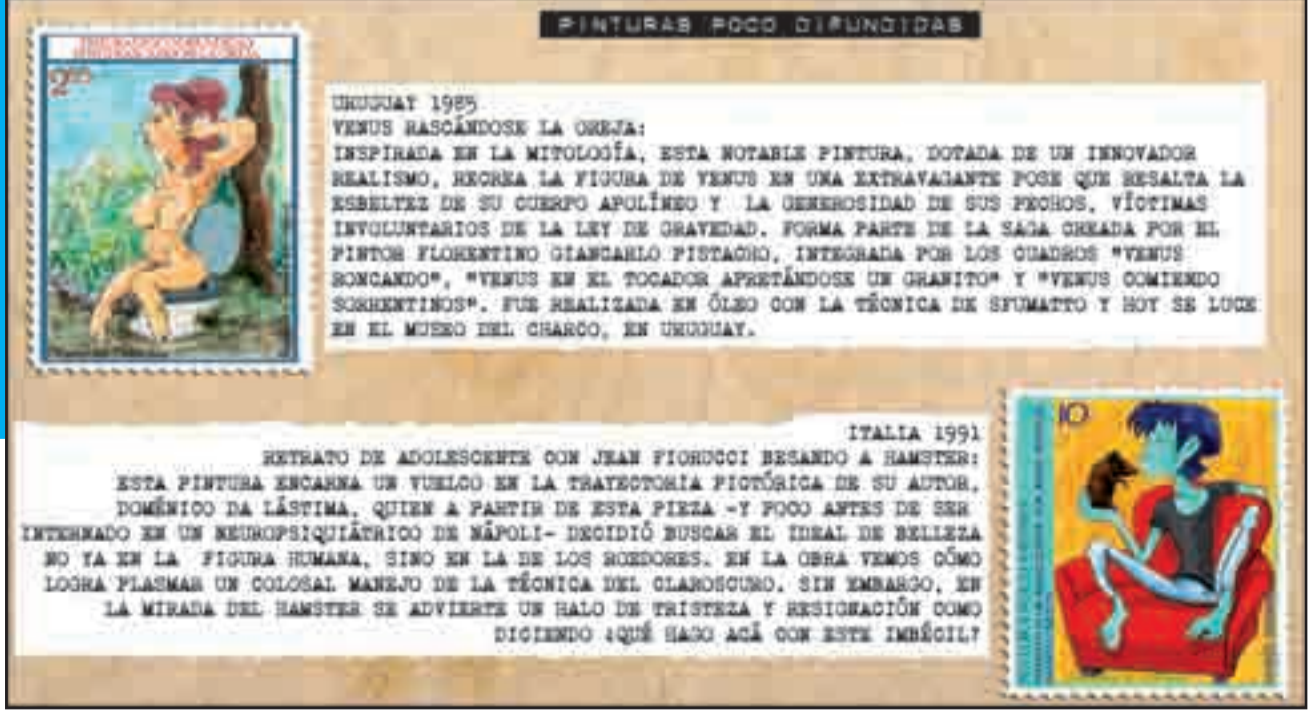 PINTURAS POCO DIFUNDIDAS
2
URUGUAY 1985
VENUS RASCÁNDOSE LA OREJA:
INSPIRADA EN LA MITOLOGÍA, ESTA NOTABLE PINTURA, DOTADA DE UN INNOVADOR
REALISMO, RECREA LA FIGURA DE VENUS EN UNA EXTRAVAGANTE POSE QUE RESALTA LA
ESBELTEZ DE SU CUERPO APOLÍNEO Y LA GENEROSIDAD DE SUS PECHOS, VÍCTIMAS
INVOLUNTARIOS DE LA LEY DE GRAVEDAD. FORMA PARTE DE LA SAGA CREADA POR EL
PINTOR FLORENTINO GIANCARLO PISTACHO, INTEGRADA POR LOS CUADROS "VENUS
RONCANDO", "VENUS EN EL TOCADOR APRETÁNDOSE UN GRANITO" Y "VENUS COMIENDO
SORRENTINOS". FUE REALIZADA EN ÓLEO CON LA TÉCNICA DE SFUMATTO Y HOY SE LUCE
EN EL MUSEO DEL CHARCO, EN URUGUAY.
10
ITALIA 1991
RETRATO DE ADOLESCENTE CON JEAN FIORUCCI BESANDO A HAMSTER:
ESTA PINTURA ENCARNA UN VUELCO EN LA TRAYECTORIA PICTÓRICA DE SU AUTOR,
DOMÉNICO DA LÁSTIMA, QUIEN A PARTIR DE ESTA PIEZA -Y POCO ANTES DE SER
INTERNADO EN UN NEUROPSIQUIÁTRICO DE NÁPOLI- DECIDIÓ BUSCAR EL IDEAL DE BELLEZA
NO YA EN LA FIGURA HUMANA, SINO EN LA DE LOS ROEDORES. EN LA OBRA VEMOS CÓMO
LOGRA PLASMAR UN COLOSAL MANEJO DE LA TÉCNICA DEL CLAROSCURO. SIN EMBARGO, EN
LA MIRADA DEL HAMSTER SE ADVIERTE UN HALO DE TRISTEZA Y RESIGNACIÓN COMO
DICIENDO ¿QUÉ HAGO ACÁ CON ESTE IMBÉCIL?